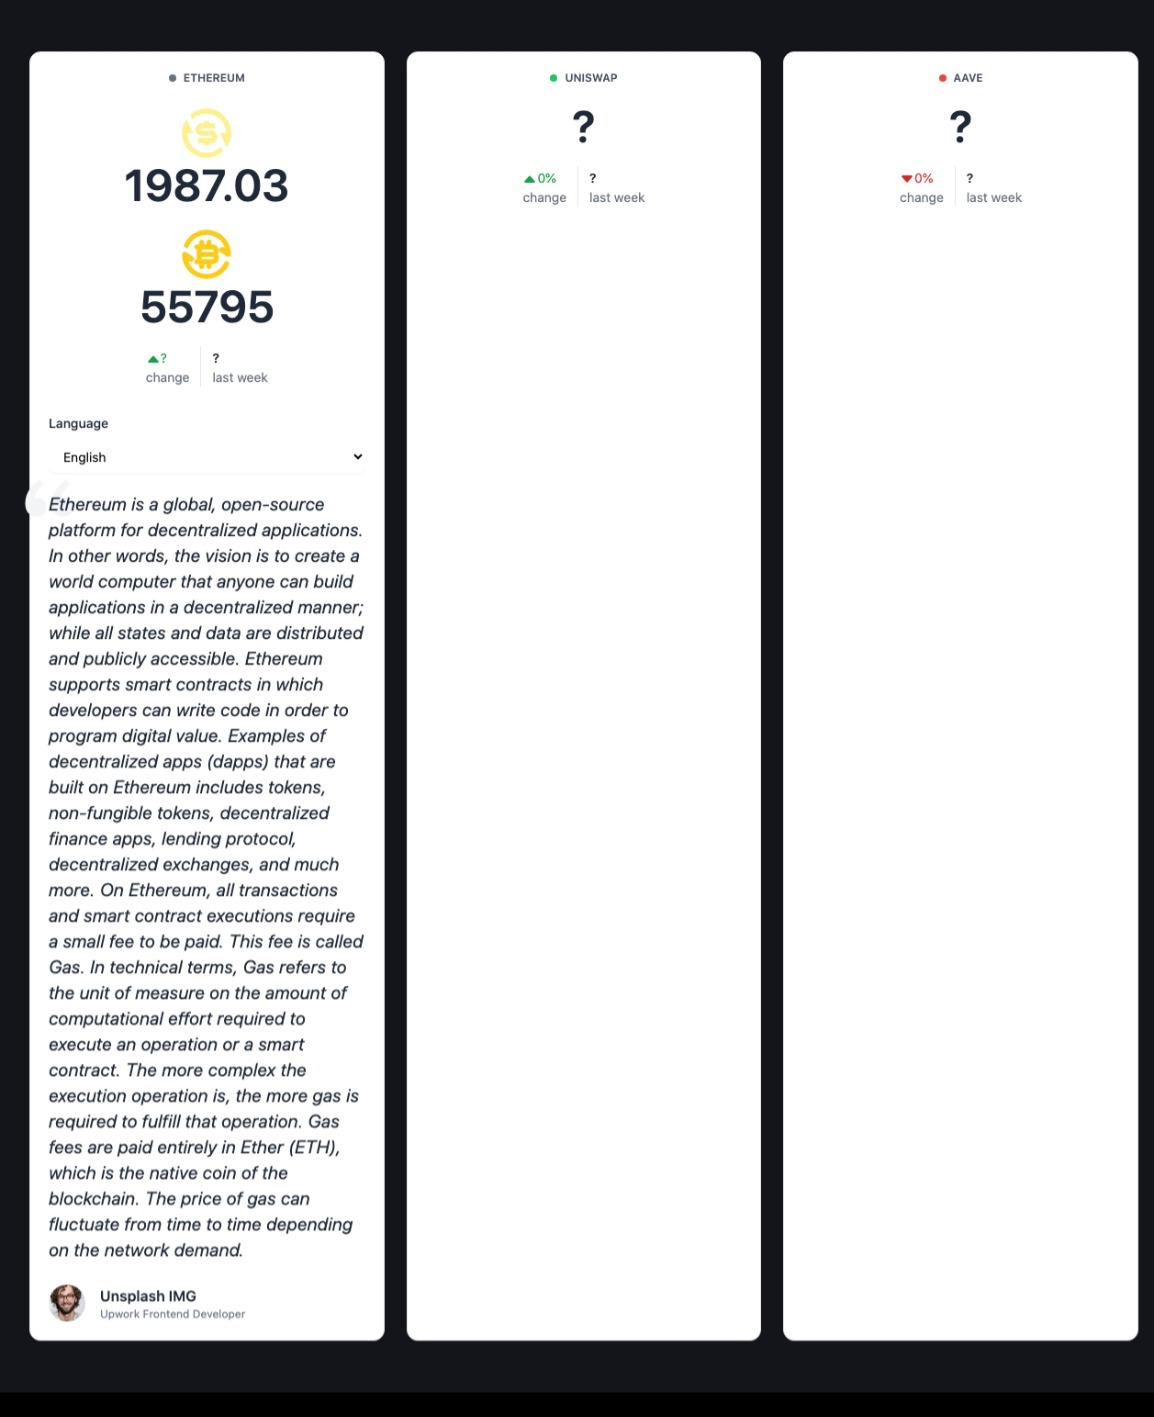 ETHEREUM
1987.03
55795
?
change
?
last week
Language
English
“
Ethereum is a global, open-source
platform for decentralized applications.
In other words, the vision is to create a
world computer that anyone can build
applications in a decentralized manner;
while all states and data are distributed
and publicly accessible. Ethereum
supports smart contracts in which
developers can write code in order to
program digital value. Examples of
decentralized apps (dapps) that are
built on Ethereum includes tokens,
non-fungible tokens, decentralized
finance apps, lending protocol,
decentralized exchanges, and much
more. On Ethereum, all transactions
and smart contract executions require
a small fee to be paid. This fee is called
Gas. In technical terms, Gas refers to
the unit of measure on the amount of
computational effort required to
execute an operation or a smart
contract. The more complex the
execution operation is, the more gas is
required to fulfill that operation. Gas
fees are paid entirely in Ether (ETH),
which is the native coin of the
blockchain. The price of gas can
fluctuate from time to time depending
on the network demand.
Unsplash IMG
Upwork Frontend Developer
UNISWAP
?
0%
change
?
last week
AAVE
?
0%
change
?
last week